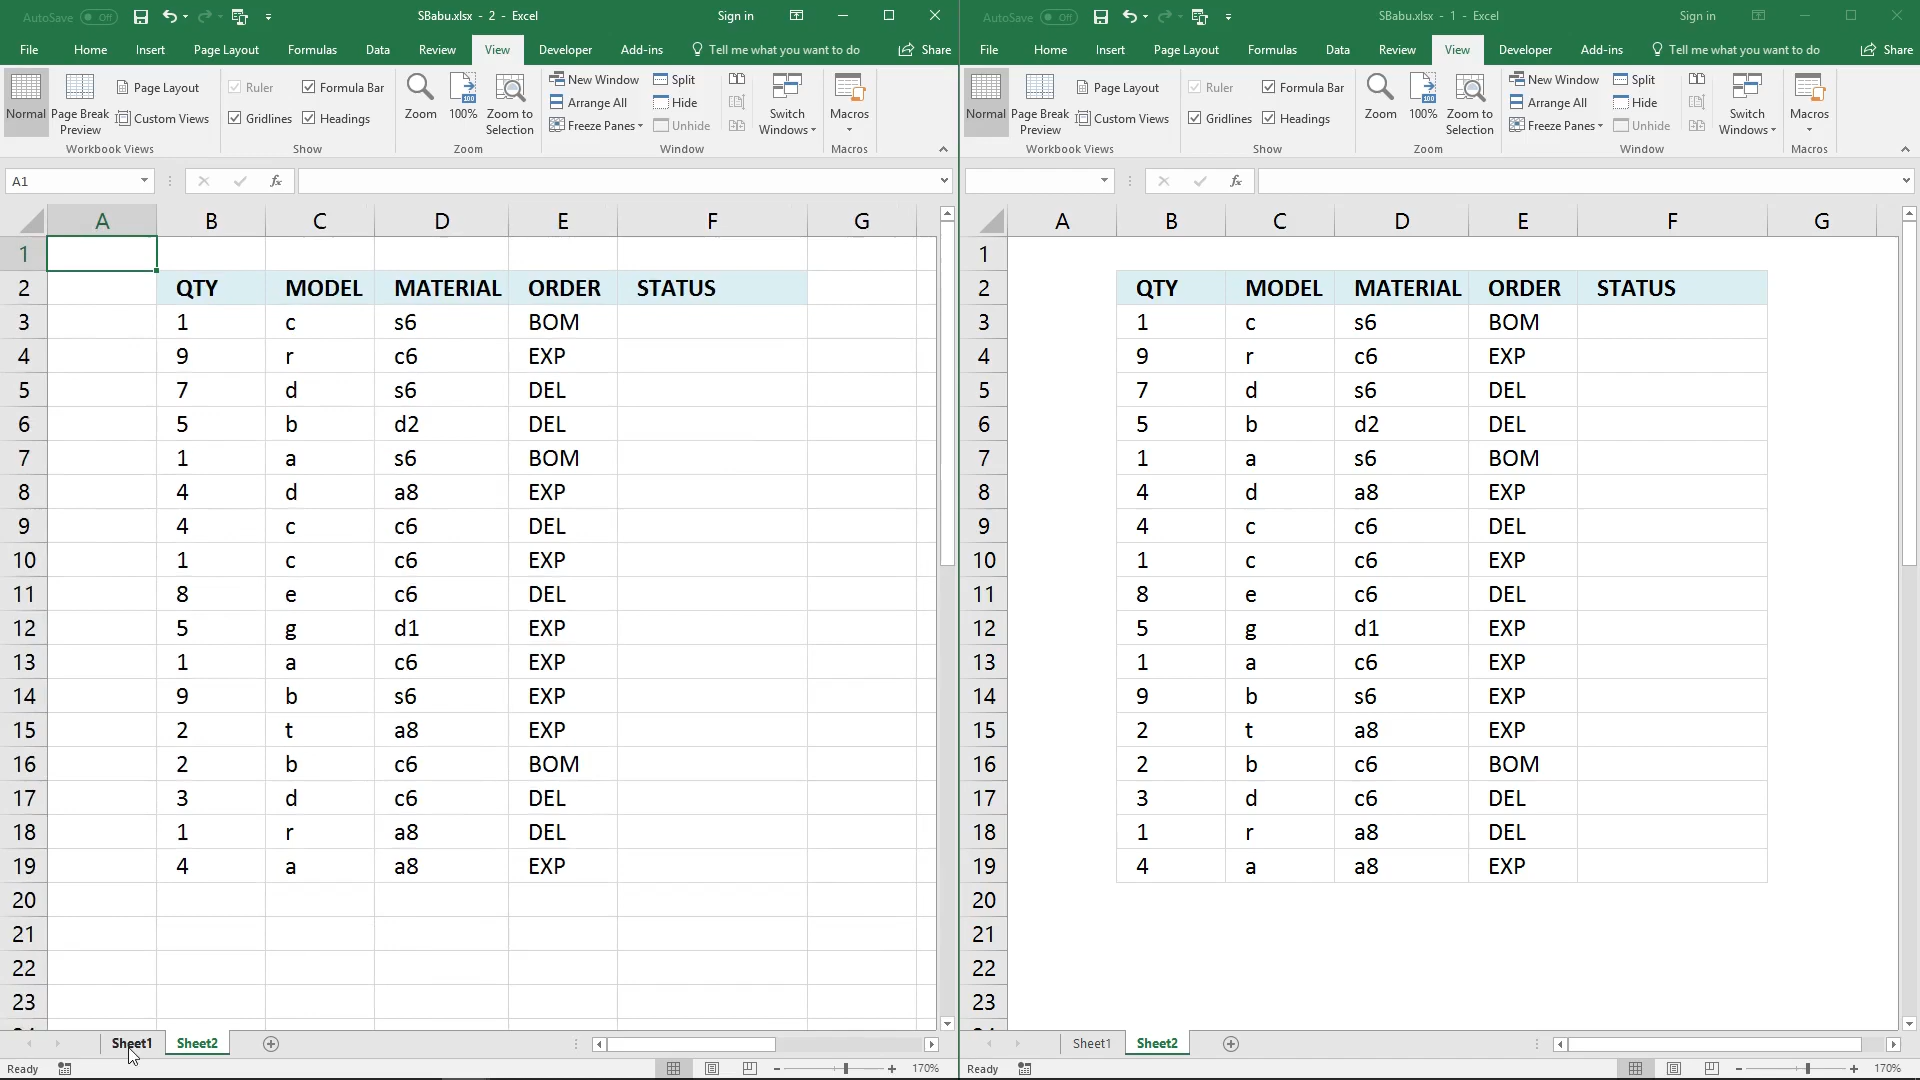 AutoSave Off SBabu.xlsx - 2 - Excel Sign in
File Home Insert Page Layout Formulas Data Review View Developer Add-ins Tell me what you want to do Share
Normal
Page Break
Preview
Page Layout
Custom Views
Workbook Views
Ruler Formula Bar
Gridlines Headings
Show
Zoom
100
100%
Zoom to
Selection
Zoom
New Window
Arrange All
Freeze Panes
Split
Hide
Unhide
Switch
Windows
Window
Macros
Macros
A1 fx
A B C D E F G
1
2 QTY MODEL MATERIAL ORDER STATUS
3 1 c s6 BOM
4 9 r c6 EXP
5 7 d s6 DEL
6 5 b d2 DEL
7 1 a s6 BOM
8 4 d a8 EXP
9 4 c c6 DEL
10 1 c c6 EXP
11 8 e c6 DEL
12 5 g d1 EXP
13 1 a c6 EXP
14 9 b s6 EXP
15 2 t a8 EXP
16 2 b c6 BOM
17 3 d c6 DEL
18 1 r a8 DEL
19 4 a a8 EXP
20
21
22
23
Sheet1 Sheet2
Ready 170%
AutoSave Off SBabu.xlsx - 1 - Excel Sign in
File Home Insert Page Layout Formulas Data Review View Developer Add-ins Tell me what you want to do Share
Normal
Page Break
Preview
Page Layout
Custom Views
Workbook Views
Ruler Formula Bar
Gridlines Headings
Show
Zoom
100
100%
Zoom to
Selection
Zoom
New Window
Arrange All
Freeze Panes
Split
Hide
Unhide
Switch
Windows
Window
Macros
Macros
fx
A B C D E F G
1
2 QTY MODEL MATERIAL ORDER STATUS
3 1 c s6 BOM
4 9 r c6 EXP
5 7 d s6 DEL
6 5 b d2 DEL
7 1 a s6 BOM
8 4 d a8 EXP
9 4 c c6 DEL
10 1 c c6 EXP
11 8 e c6 DEL
12 5 g d1 EXP
13 1 a c6 EXP
14 9 b s6 EXP
15 2 t a8 EXP
16 2 b c6 BOM
17 3 d c6 DEL
18 1 r a8 DEL
19 4 a a8 EXP
20
21
22
23
Sheet1 Sheet2
Ready 170%